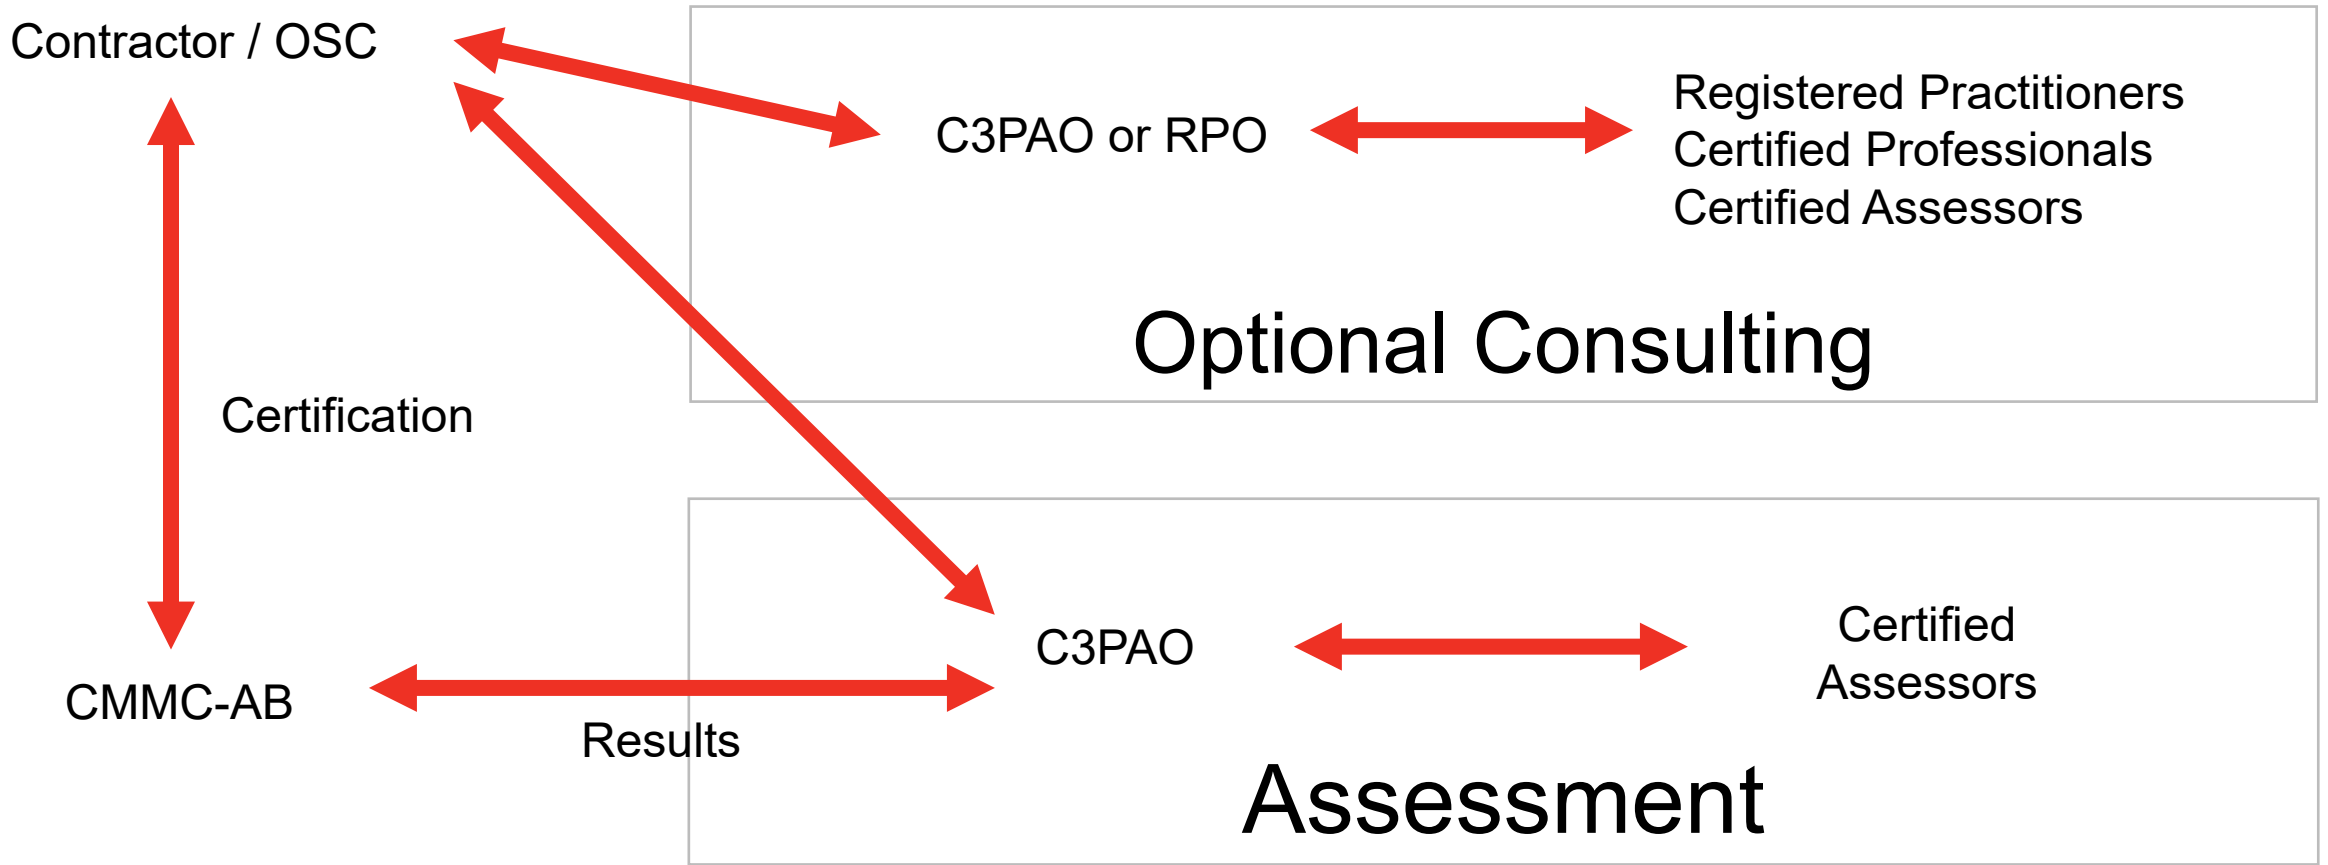 Contractor / OSC
C3PAO or RPO
Registered Practitioners
Certified Professionals
Certified Assessors
Optional Consulting
Certification
C3PAO
Certified
Assessors
CMMC-AB
Results
Assessment